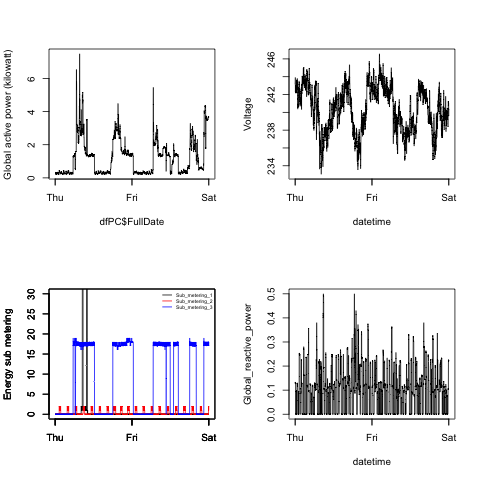 Global active power (kilowatt)
0 2 4 6
Thu Fri Sat
dfPC$FullDate
Voltage
234 238 242 246
Thu Fri Sat
datetime
Energy sub metering
0 5 10 15 20 25 30
Sub_metering_1
Sub_metering_2
Sub_metering_3
Thu Fri Sat
Global_reactive_power
0.0 0.1 0.2 0.3 0.4 0.5
Thu Fri Sat
datetime